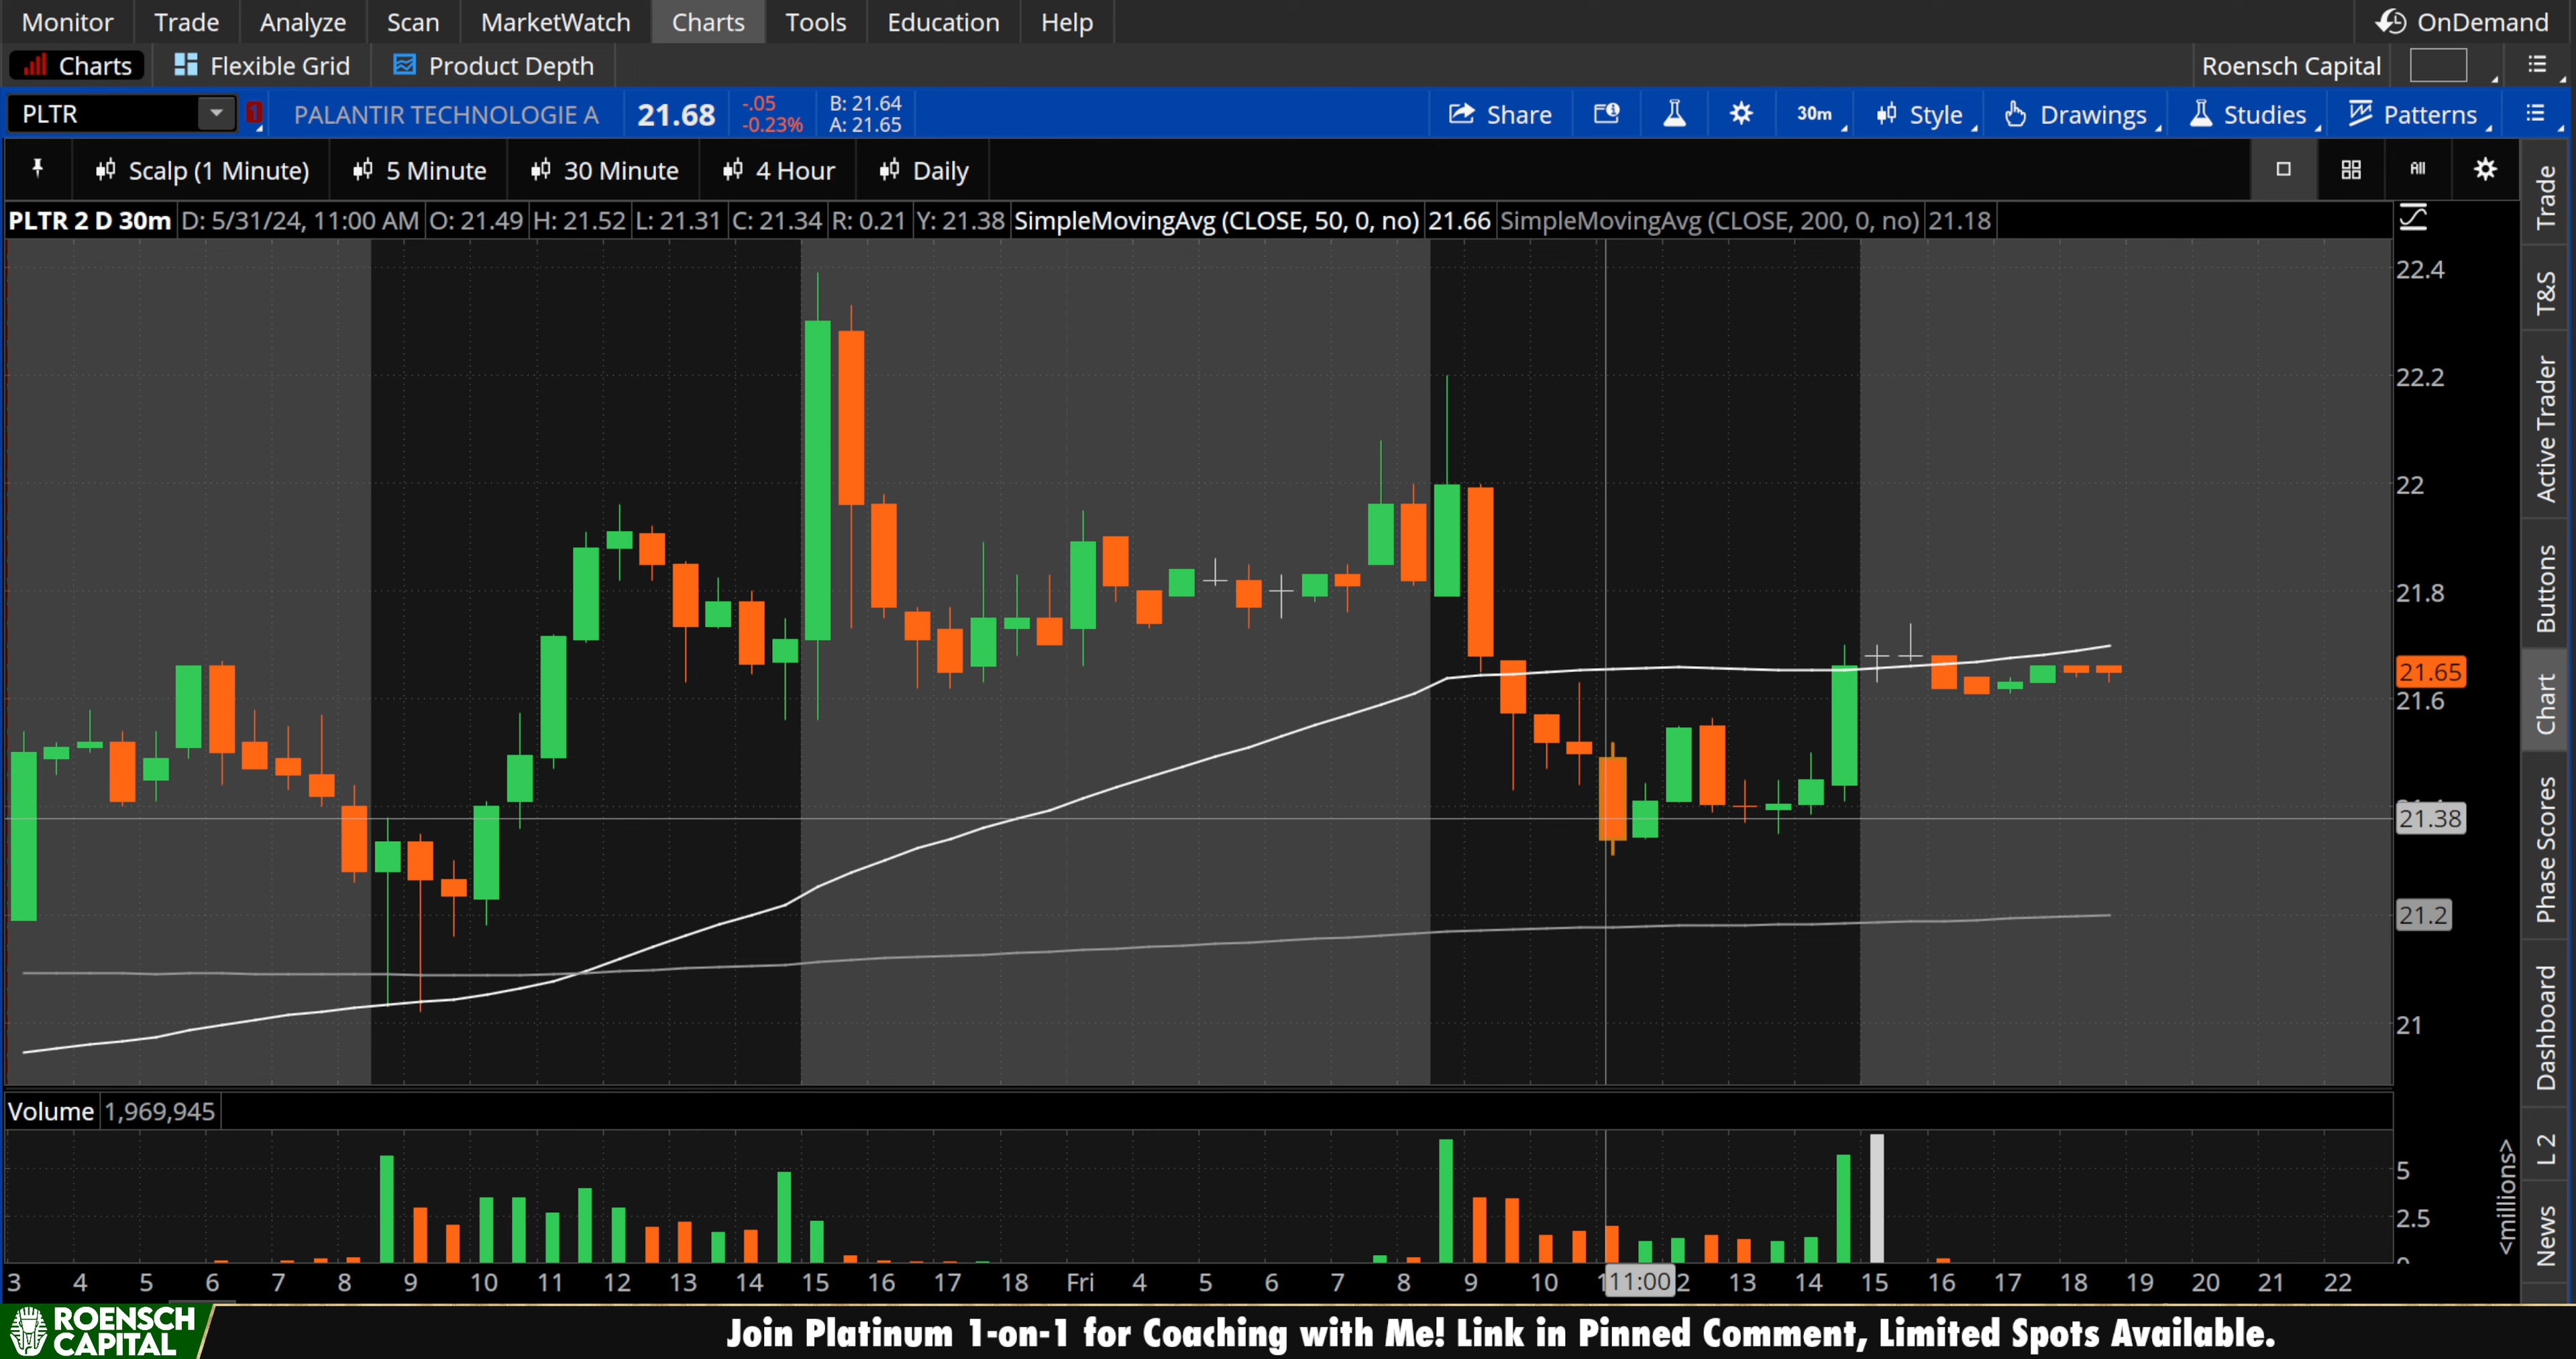 Monitor Trade Analyze Scan MarketWatch Charts Tools Education Help OnDemand
Charts Flexible Grid Product Depth Roensch Capital
PLTR 1 PALANTIR TECHNOLOGIE A 21.68 -.05 B: 21.64 Share 30m Style Drawings Studies Patterns
-0.23% A: 21.65
Scalp (1 Minute) 5 Minute 30 Minute 4 Hour Daily All
PLTR 2 D 30m D: 5/31/24, 11:00 AM O: 21.49 H: 21.52 L: 21.31 C: 21.34 R: 0.21 Y: 21.38 SimpleMovingAvg (CLOSE, 50, 0, no) 21.66 SimpleMovingAvg (CLOSE, 200, 0, no) 21.18
22.4
22.2
22
21.8
21.65
21.6
21.38
21.2
21
Volume 1,969,945
5
2.5
0
<millions>
3 4 5 6 7 8 9 10 11 12 13 14 15 16 17 18 Fri 4 5 6 7 8 9 10 11:00 2 13 14 15 16 17 18 19 20 21 22
Trade
T&S
Active Trader
Buttons
Chart
Phase Scores
Dashboard
L 2
News
ROENSCH
CAPITAL
Join Platinum 1-on-1 for Coaching with Me! Link in Pinned Comment, Limited Spots Available.